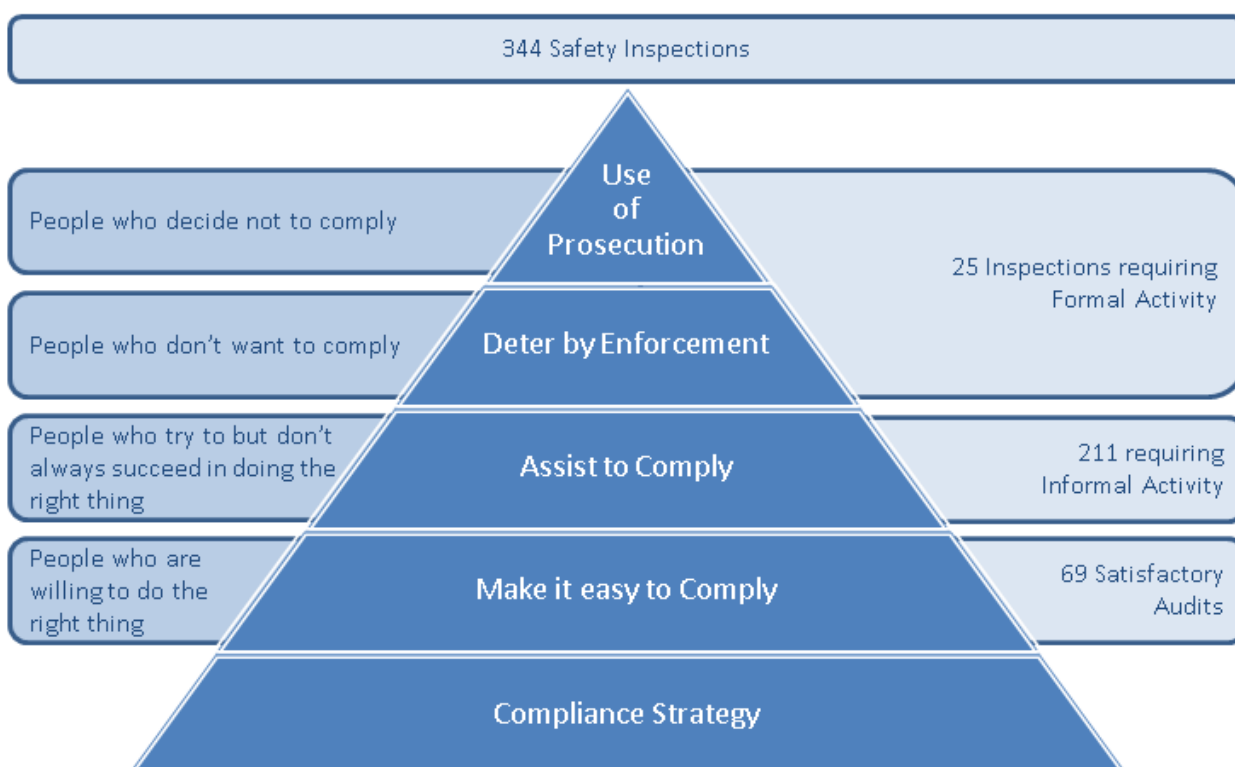 344 Safety Inspections
Use
of
Prosecution
People who decide not to comply
25 Inspections requiring
Formal Activity
People who don't want to comply
Deter by Enforcement
People who try to but don't
always succeed in doing the
right thing
Assist to Comply
211 requiring
Informal Activity
People who are
willing to do the
right thing
Make it easy to Comply
69 Satisfactory
Audits
Compliance Strategy